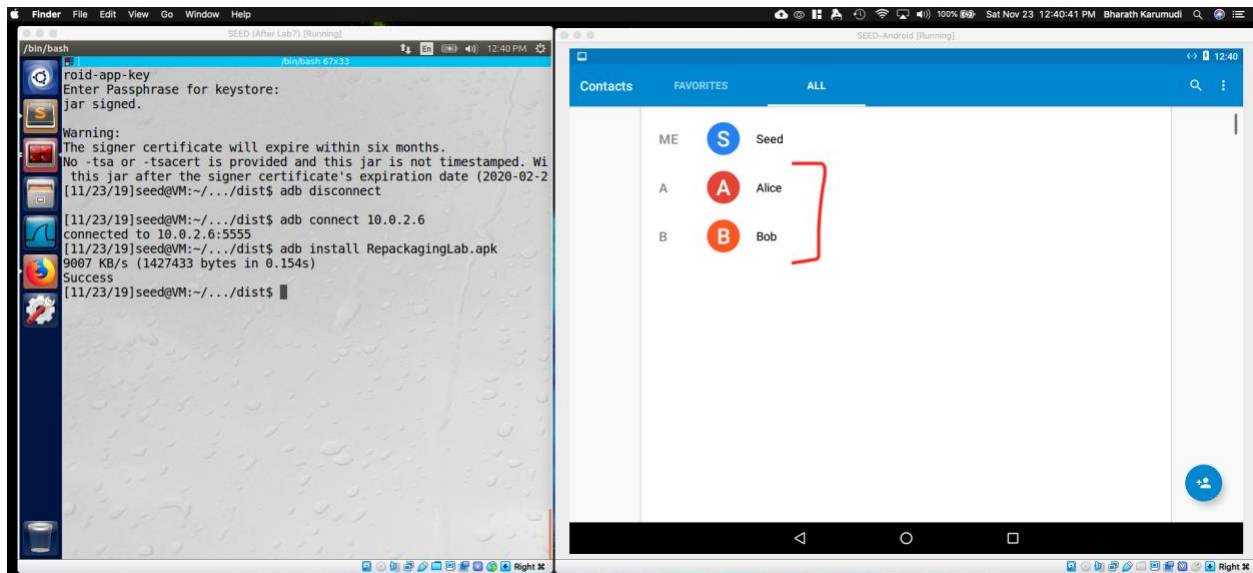 Finder File Edit View Go Window Help
100% Sat Nov 23 12:40:41 PM Bharath Karumudi
SEED (After Lab7) [Running]
/bin/bash En 12:40 PM
/bin/bash 67x33
roid-app-key
Enter Passphrase for keystore:
jar signed.
Warning:
The signer certificate will expire within six months.
No -tsa or -tsacert is provided and this jar is not timestamped. Wi
this jar after the signer certificate's expiration date (2020-02-2
[11/23/19]seed@VM:~/.../dist$ adb disconnect
[11/23/19]seed@VM:~/.../dist$ adb connect 10.0.2.6
connected to 10.0.2.6:5555
[11/23/19]seed@VM:~/.../dist$ adb install RepackagingLab.apk
9007 KB/s (1427433 bytes in 0.154s)
Success
[11/23/19]seed@VM:~/.../dist$
Right ⌘
SEED-Android [Running]
12:40
Contacts FAVORITES ALL
ME S Seed
A A Alice
B B Bob
Right ⌘